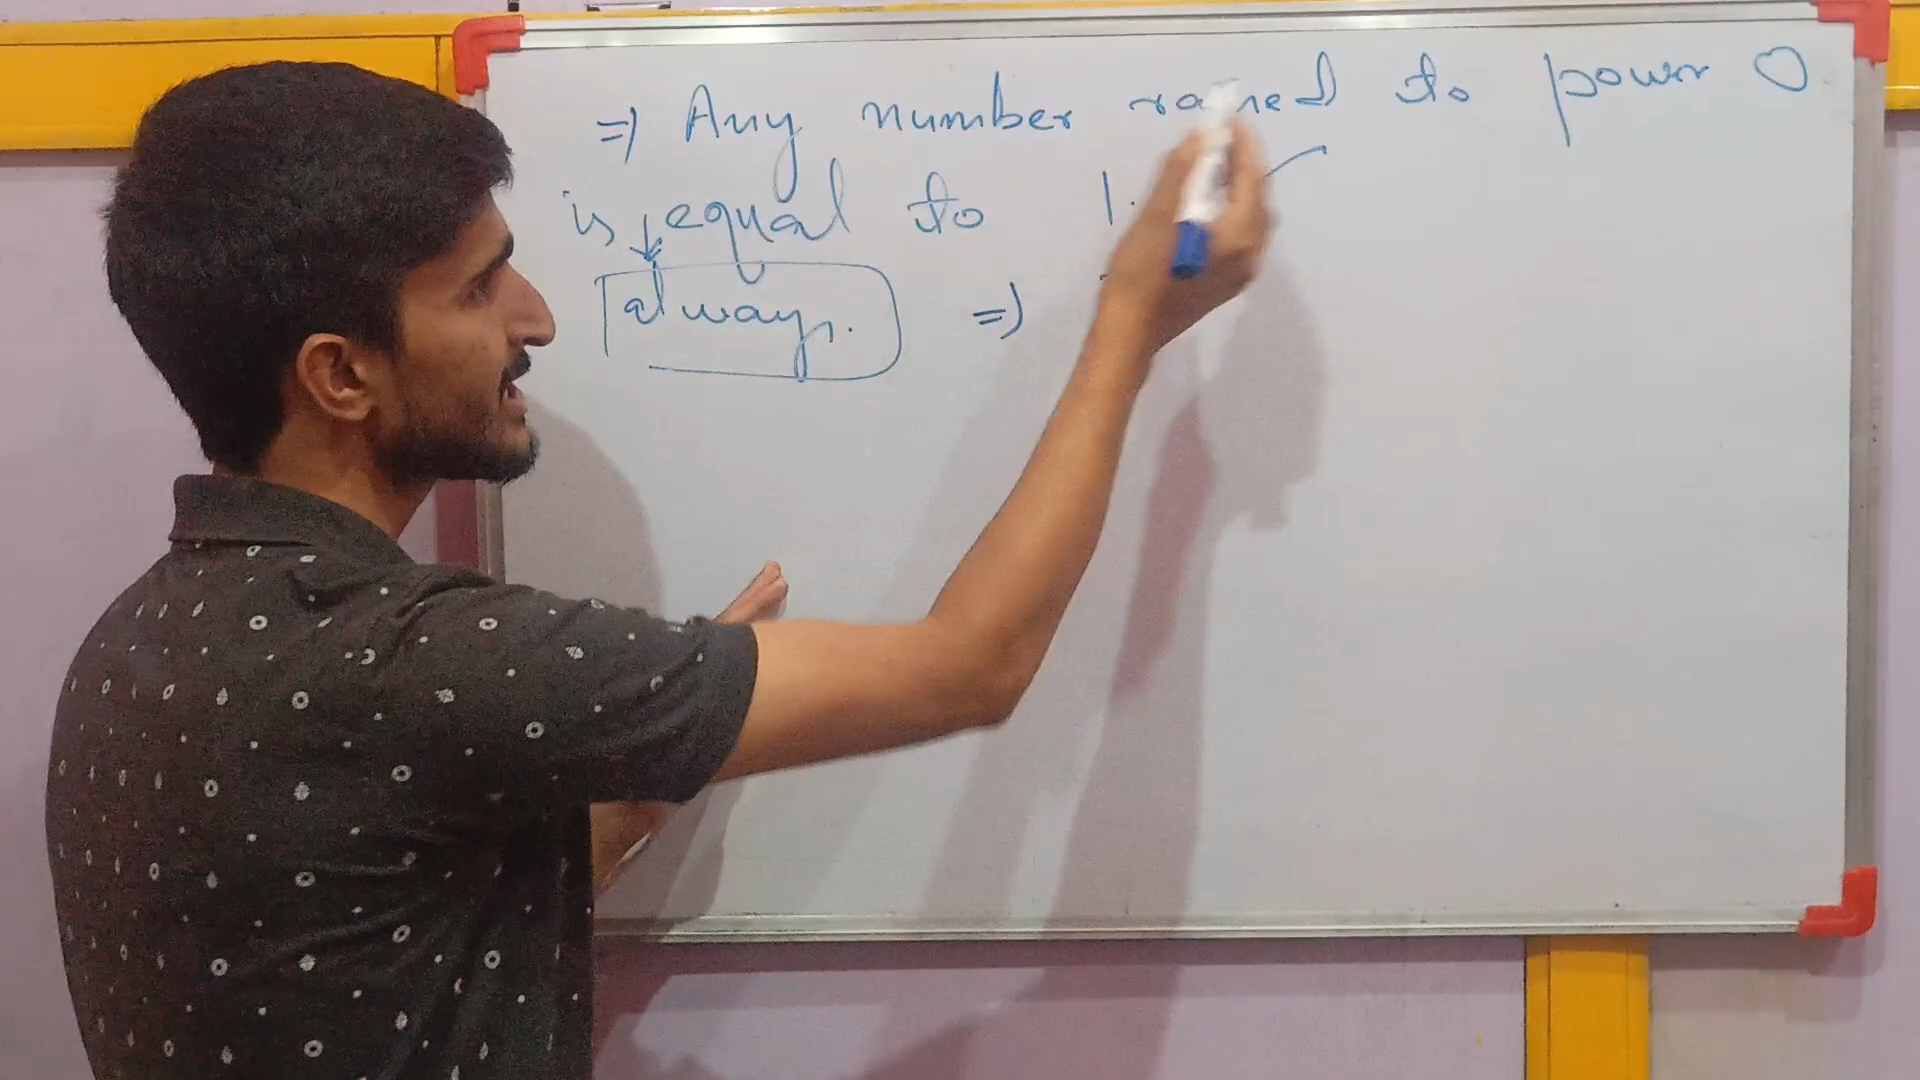 ⇒ Any number raised to power 0
is equal to 1.
always. ⇒